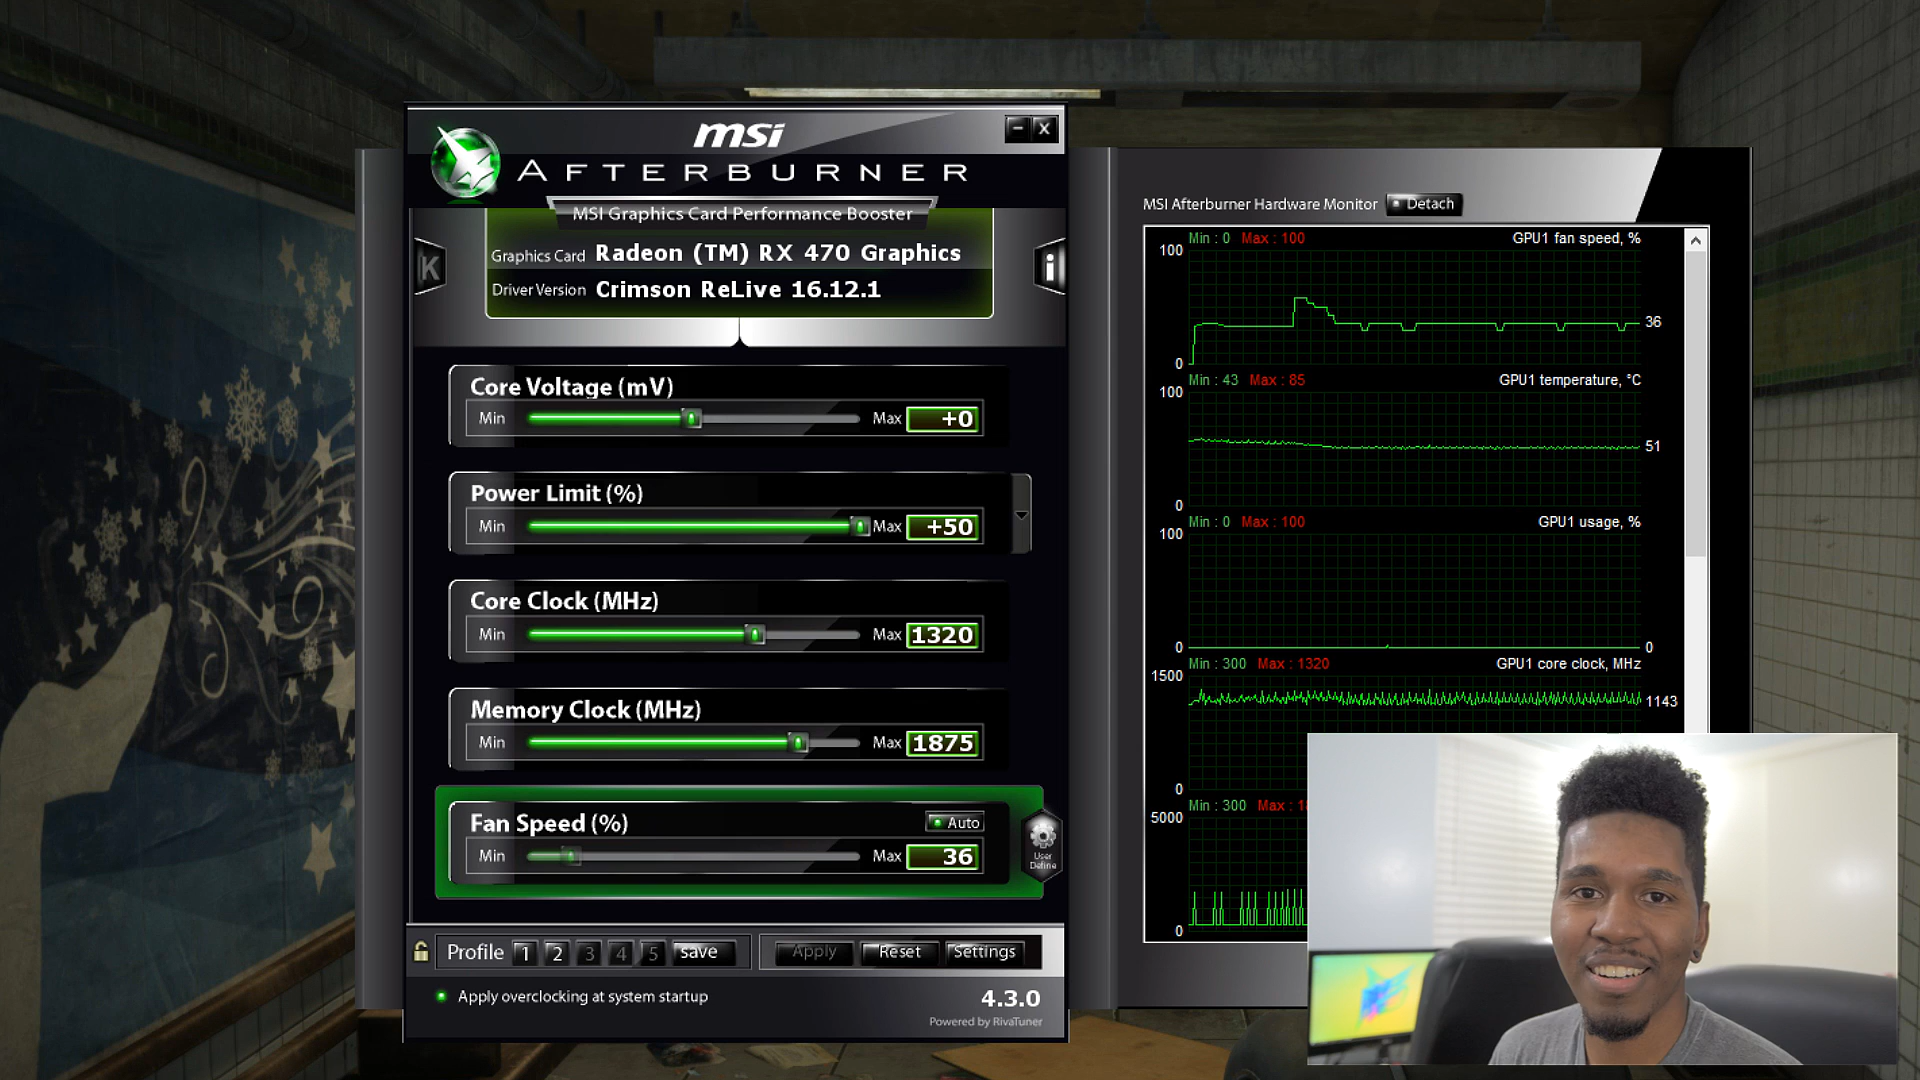 msi
AFTERBURNER
MSI Graphics Card Performance Booster
Graphics Card Radeon (TM) RX 470 Graphics
Driver Version Crimson ReLive 16.12.1
K
i
Core Voltage (mV)
Min Max +0
Power Limit (%)
Min Max +50
Core Clock (MHz)
Min Max 1320
Memory Clock (MHz)
Min Max 1875
Fan Speed (%)
Auto
Min Max 36
User
Define
Profile 1 2 3 4 5 save
Apply Reset Settings
Apply overclocking at system startup
4.3.0
Powered by RivaTuner
MSI Afterburner Hardware Monitor Detach
Min : 0 Max : 100 GPU1 fan speed, %
100
36
0
Min : 43 Max : 85 GPU1 temperature, °C
100
51
0
Min : 0 Max : 100 GPU1 usage, %
100
0 0
Min : 300 Max : 1320 GPU1 core clock, MHz
1500
1143
0
Min : 300 Max :
5000
0